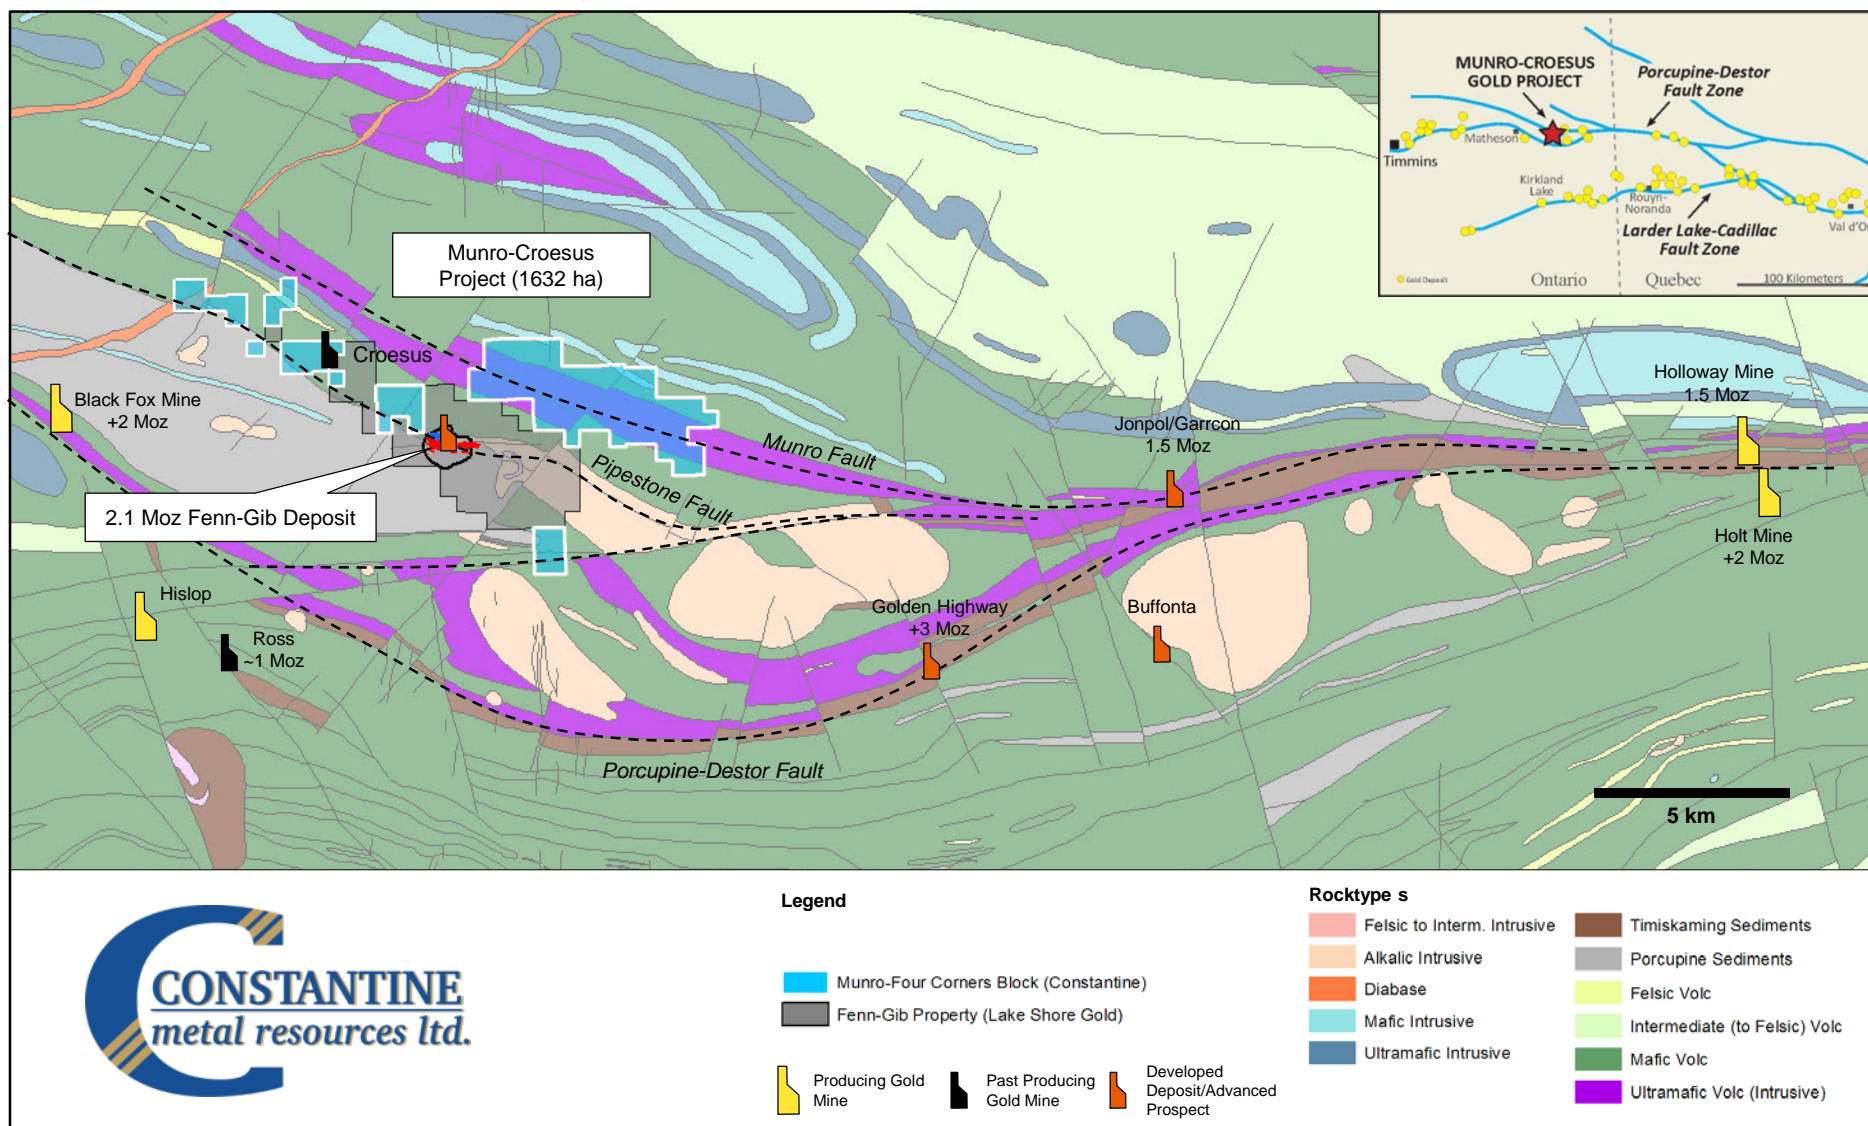 MUNRO-CROESUS
GOLD PROJECT
Porcupine-Destor
Fault Zone
Matheson
Timmins
Kirkland
Lake
Rouyn-
Noranda
Val d'O
Larder Lake-Cadillac
Fault Zone
Gold Deposit
Ontario
Quebec
100 Kilometers
Munro-Croesus
Project (1632 ha)
Croesus
Black Fox Mine
+2 Moz
Holloway Mine
1.5 Moz
Jonpol/Garrcon
1.5 Moz
Munro Fault
Pipestone Fault
2.1 Moz Fenn-Gib Deposit
Holt Mine
+2 Moz
Hislop
Golden Highway
+3 Moz
Buffonta
Ross
~1 Moz
Porcupine-Destor Fault
5 km
CONSTANTINE
metal resources ltd.
Legend
Munro-Four Corners Block (Constantine)
Fenn-Gib Property (Lake Shore Gold)
Producing Gold
Mine
Past Producing
Gold Mine
Developed
Deposit/Advanced
Prospect
Rocktype s
Felsic to Interm. Intrusive
Alkalic Intrusive
Diabase
Mafic Intrusive
Ultramafic Intrusive
Timiskaming Sediments
Porcupine Sediments
Felsic Volc
Intermediate (to Felsic) Volc
Mafic Volc
Ultramafic Volc (Intrusive)